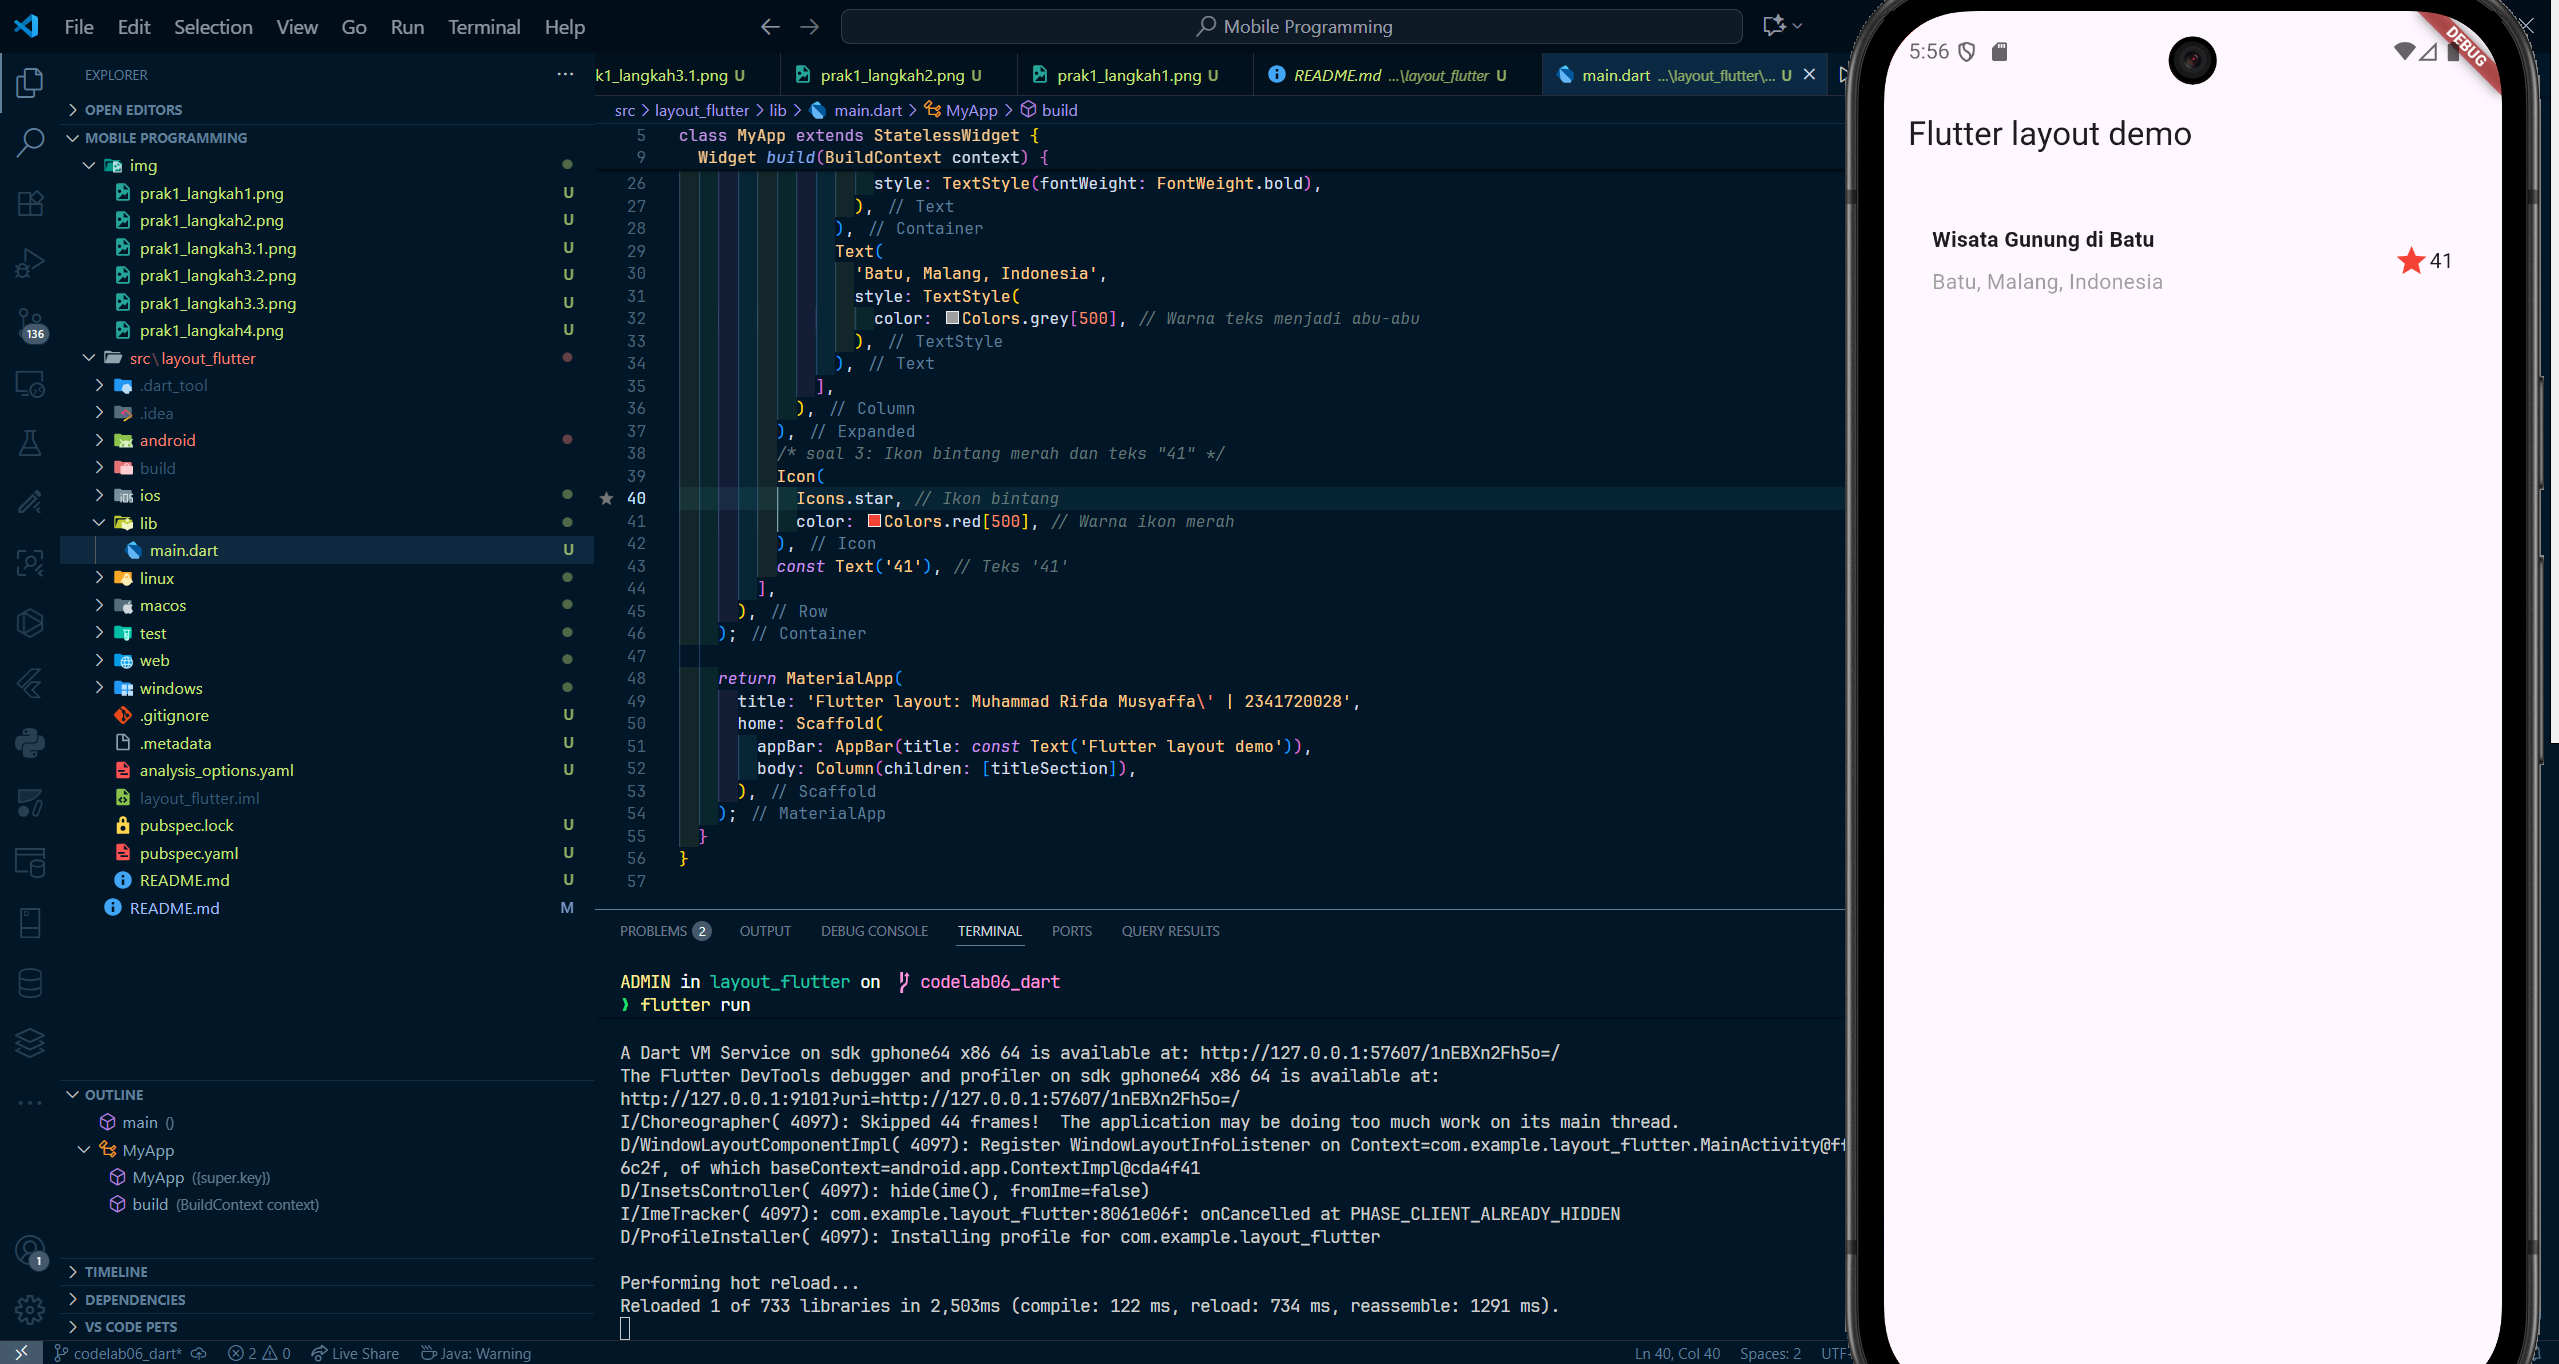 File Edit Selection View Go Run Terminal Help
Mobile Programming
EXPLORER
OPEN EDITORS
MOBILE PROGRAMMING
img
prak1_langkah1.png U
prak1_langkah2.png U
prak1_langkah3.1.png U
prak1_langkah3.2.png U
prak1_langkah3.3.png U
prak1_langkah4.png U
src\layout_flutter
.dart_tool
.idea
android
build
ios
lib
main.dart U
linux
macos
test
web
windows
.gitignore U
.metadata U
analysis_options.yaml U
layout_flutter.iml
pubspec.lock U
pubspec.yaml U
README.md U
README.md M
136
OUTLINE
main ()
MyApp
MyApp ({super.key})
build (BuildContext context)
1
TIMELINE
DEPENDENCIES
VS CODE PETS
k1_langkah3.1.png U prak1_langkah2.png U prak1_langkah1.png U README.md ...\layout_flutter U main.dart ...\layout_flutter\... U
src > layout_flutter > lib > main.dart > MyApp > build
5 class MyApp extends StatelessWidget {
9 Widget build(BuildContext context) {
26 style: TextStyle(fontWeight: FontWeight.bold),
27 ), // Text
28 ), // Container
29 Text(
30 'Batu, Malang, Indonesia',
31 style: TextStyle(
32 color: Colors.grey[500], // Warna teks menjadi abu-abu
33 ), // TextStyle
34 ), // Text
35 ],
36 ), // Column
37 ), // Expanded
38 /* soal 3: Ikon bintang merah dan teks "41" */
39 Icon(
40 Icons.star, // Ikon bintang
41 color: Colors.red[500], // Warna ikon merah
42 ), // Icon
43 const Text('41'), // Teks '41'
44 ],
45 ), // Row
46 ); // Container
47
48 return MaterialApp(
49 title: 'Flutter layout: Muhammad Rifda Musyaffa\' | 2341720028',
50 home: Scaffold(
51 appBar: AppBar(title: const Text('Flutter layout demo')),
52 body: Column(children: [titleSection]),
53 ), // Scaffold
54 ); // MaterialApp
55 }
56 }
57
PROBLEMS 2 OUTPUT DEBUG CONSOLE TERMINAL PORTS QUERY RESULTS
ADMIN in layout_flutter on codelab06_dart
❯ flutter run
A Dart VM Service on sdk gphone64 x86 64 is available at: http://127.0.0.1:57607/1nEBXn2Fh5o=/
The Flutter DevTools debugger and profiler on sdk gphone64 x86 64 is available at:
http://127.0.0.1:9101?uri=http://127.0.0.1:57607/1nEBXn2Fh5o=/
I/Choreographer( 4097): Skipped 44 frames!  The application may be doing too much work on its main thread.
D/WindowLayoutComponentImpl( 4097): Register WindowLayoutInfoListener on Context=com.example.layout_flutter.MainActivity@ff
6c2f, of which baseContext=android.app.ContextImpl@cda4f41
D/InsetsController( 4097): hide(ime(), fromIme=false)
I/ImeTracker( 4097): com.example.layout_flutter:8061e06f: onCancelled at PHASE_CLIENT_ALREADY_HIDDEN
D/ProfileInstaller( 4097): Installing profile for com.example.layout_flutter
Performing hot reload...
Reloaded 1 of 733 libraries in 2,503ms (compile: 122 ms, reload: 734 ms, reassemble: 1291 ms).
codelab06_dart* 2 0 Live Share Java: Warning Ln 40, Col 40 Spaces: 2 UTF
5:56
DEBUG
Flutter layout demo
Wisata Gunung di Batu
Batu, Malang, Indonesia
41